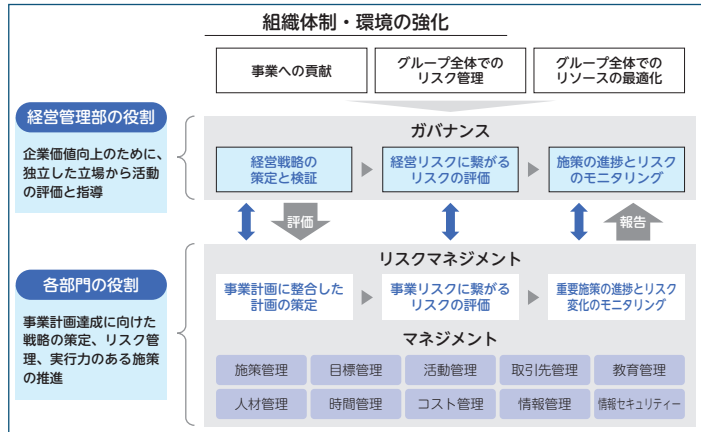 組織体制・環境の強化
事業への貢献
グループ全体での
リスク管理
グループ全体での
リソースの最適化
経営管理部の役割
企業価値向上のために、
独立した立場から活動
の評価と指導
ガバナンス
経営戦略の
策定と検証
経営リスクに繋がる
リスクの評価
施策の進捗とリスク
のモニタリング
評価
報告
各部門の役割
事業計画達成に向けた
戦略の策定、リスク管
理、実行力のある施策
の推進
リスクマネジメント
事業計画に整合した
計画の策定
事業リスクに繋がる
リスクの評価
重要施策の進捗とリスク
変化のモニタリング
マネジメント
施策管理
目標管理
活動管理
取引先管理
教育管理
人材管理
時間管理
コスト管理
情報管理
情報セキュリティー